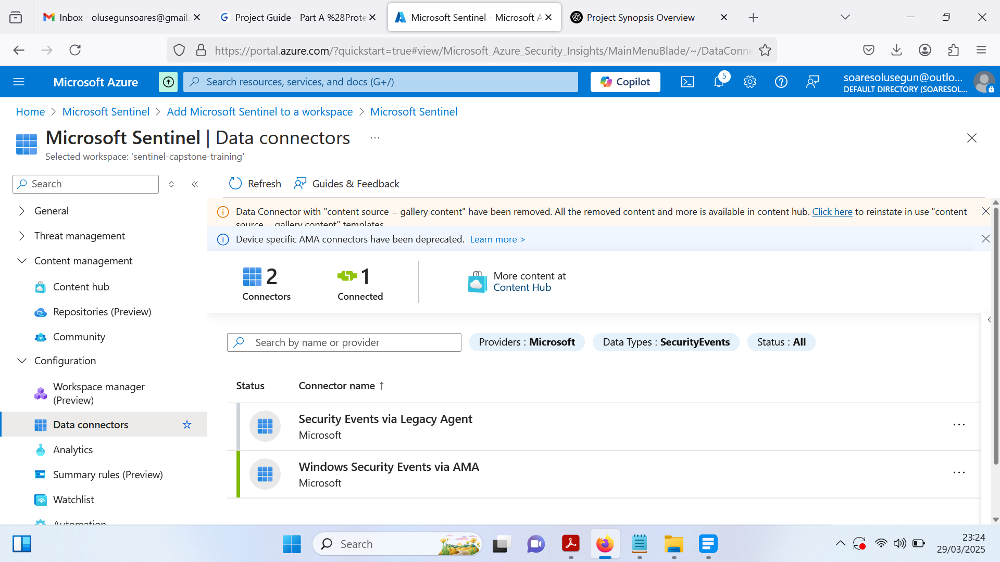 Inbox - olusegunsoares@gmail.c
Project Guide - Part A %28Prote
Microsoft Sentinel - Microsoft A
Project Synopsis Overview
https://portal.azure.com/?quickstart=true#view/Microsoft_Azure_Security_Insights/MainMenuBlade/~/DataConne
Microsoft Azure
Search resources, services, and docs (G+/)
Copilot
5
soaresolusegun@outlo...
DEFAULT DIRECTORY (SOARESOL...
Home > Microsoft Sentinel > Add Microsoft Sentinel to a workspace > Microsoft Sentinel
Microsoft Sentinel | Data connectors ...
Selected workspace: 'sentinel-capstone-training'
Search
Refresh
Guides & Feedback
General
Threat management
Content management
Content hub
Repositories (Preview)
Community
Configuration
Workspace manager
(Preview)
Data connectors
Analytics
Summary rules (Preview)
Watchlist
Automation
Data Connector with "content source = gallery content" have been removed. All the removed content and more is available in content hub. Click here to reinstate in use "content
source = gallery content" templates
Device specific AMA connectors have been deprecated. Learn more >
2
Connectors
1
Connected
More content at
Content Hub
Search by name or provider
Providers : Microsoft
Data Types : SecurityEvents
Status : All
Status
Connector name ↑
Security Events via Legacy Agent
Microsoft
...
Windows Security Events via AMA
Microsoft
...
Search
23:24
29/03/2025